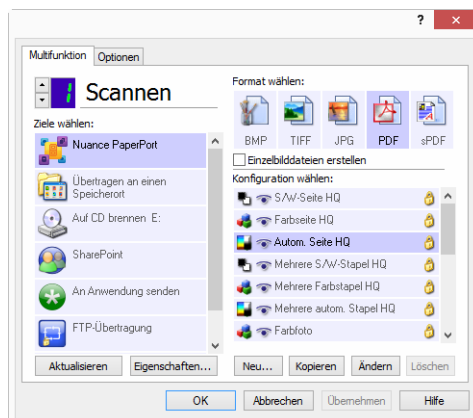 ?
Multifunktion
Optionen
1 Scannen
Ziele wählen:
Nuance PaperPort
Übertragen an einen
Speicherort
Auf CD brennen E:
SharePoint
An Anwendung senden
FTP-Übertragung
Aktualisieren
Eigenschaften...
Format wählen:
BMP
TIFF
JPG
PDF
sPDF
Einzelbilddateien erstellen
Konfiguration wählen:
S/W-Seite HQ
Farbseite HQ
Autom. Seite HQ
Mehrere S/W-Stapel HQ
Mehrere Farbstapel HQ
Mehrere autom. Stapel HQ
Farbfoto
Neu...
Kopieren
Ändern
Löschen
OK
Abbrechen
Übernehmen
Hilfe